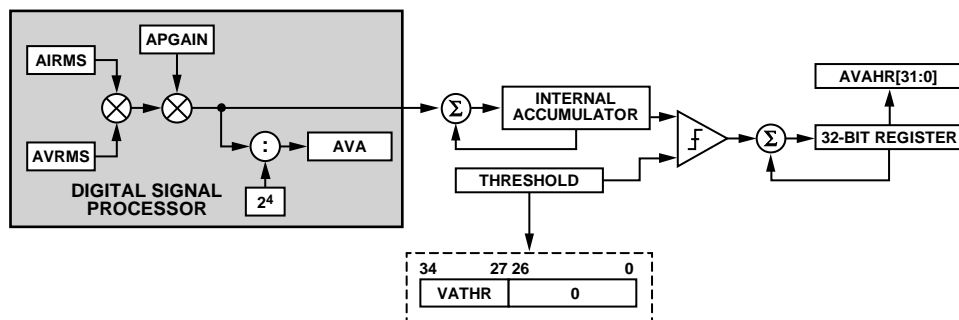 APGAIN
AIRMS
AVRMS
:
AVA
2⁴
DIGITAL SIGNAL
PROCESSOR
Σ
INTERNAL
ACCUMULATOR
THRESHOLD
Σ
AVAHR[31:0]
32-BIT REGISTER
34 27 26 0
VATHR 0